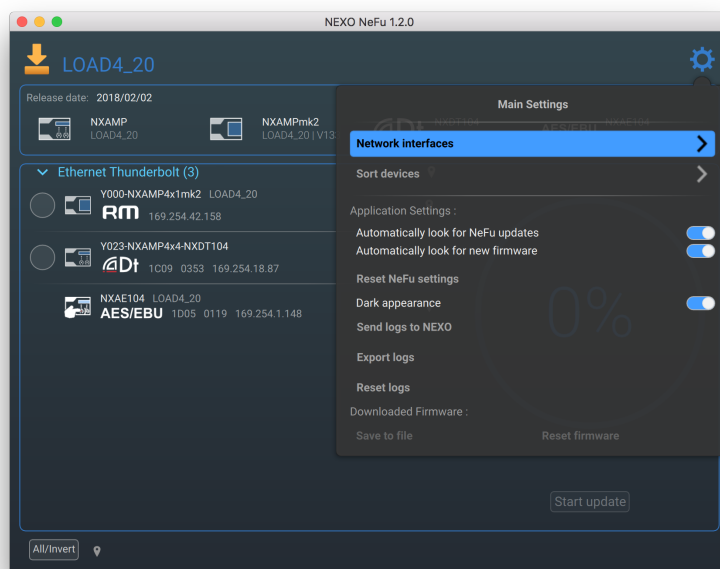 NEXO NeFu 1.2.0
LOAD4_20
Release date: 2018/02/02
NXAMP
LOAD4_20
NXAMPmk2
LOAD4_20 | V13
NXDT104
AES/EBU NXAE104
Main Settings
Network interfaces
Sort devices
Application Settings :
Automatically look for NeFu updates
Automatically look for new firmware
Reset NeFu settings
Dark appearance
Send logs to NEXO
Export logs
Reset logs
Downloaded Firmware :
Save to file Reset firmware
0%
Ethernet Thunderbolt (3)
Y000-NXAMP4x1mk2 LOAD4_20
RM 169.254.42.158
Y023-NXAMP4x4-NXDT104
Dt 1C09 0353 169.254.18.87
NXAE104 LOAD4_20
AES/EBU 1D05 0119 169.254.1.148
Start update
All/Invert